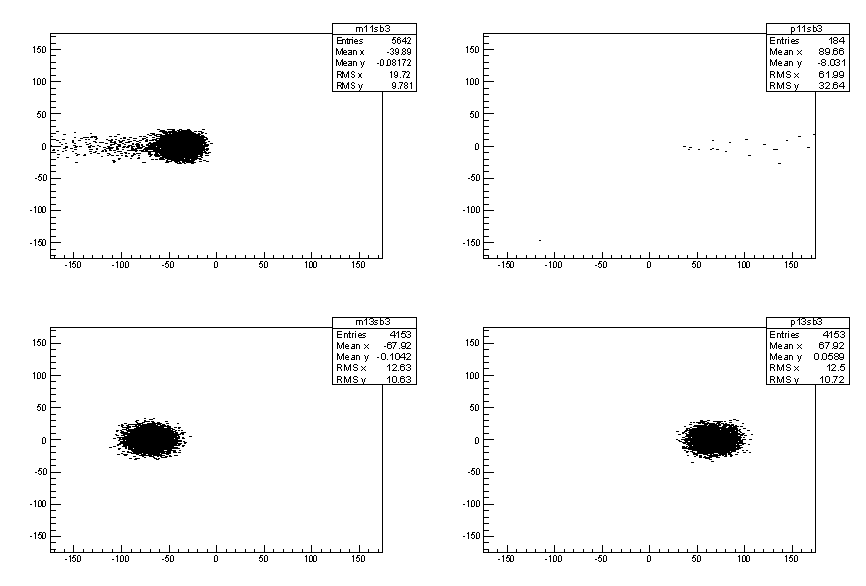 m11sb3
Entries 5642
Mean x -39.89
Mean y -0.08172
RMS x 19.72
RMS y 9.781
150
100
50
0
-50
-100
-150
-150 -100 -50 0 50 100 150
p11sb3
Entries 184
Mean x 89.66
Mean y -8.031
RMS x 61.99
RMS y 32.64
150
100
50
0
-50
-100
-150
-150 -100 -50 0 50 100 150
m13sb3
Entries 4153
Mean x -67.92
Mean y -0.1042
RMS x 12.63
RMS y 10.63
150
100
50
0
-50
-100
-150
-150 -100 -50 0 50 100 150
p13sb3
Entries 4153
Mean x 67.92
Mean y 0.0589
RMS x 12.5
RMS y 10.72
150
100
50
0
-50
-100
-150
-150 -100 -50 0 50 100 150